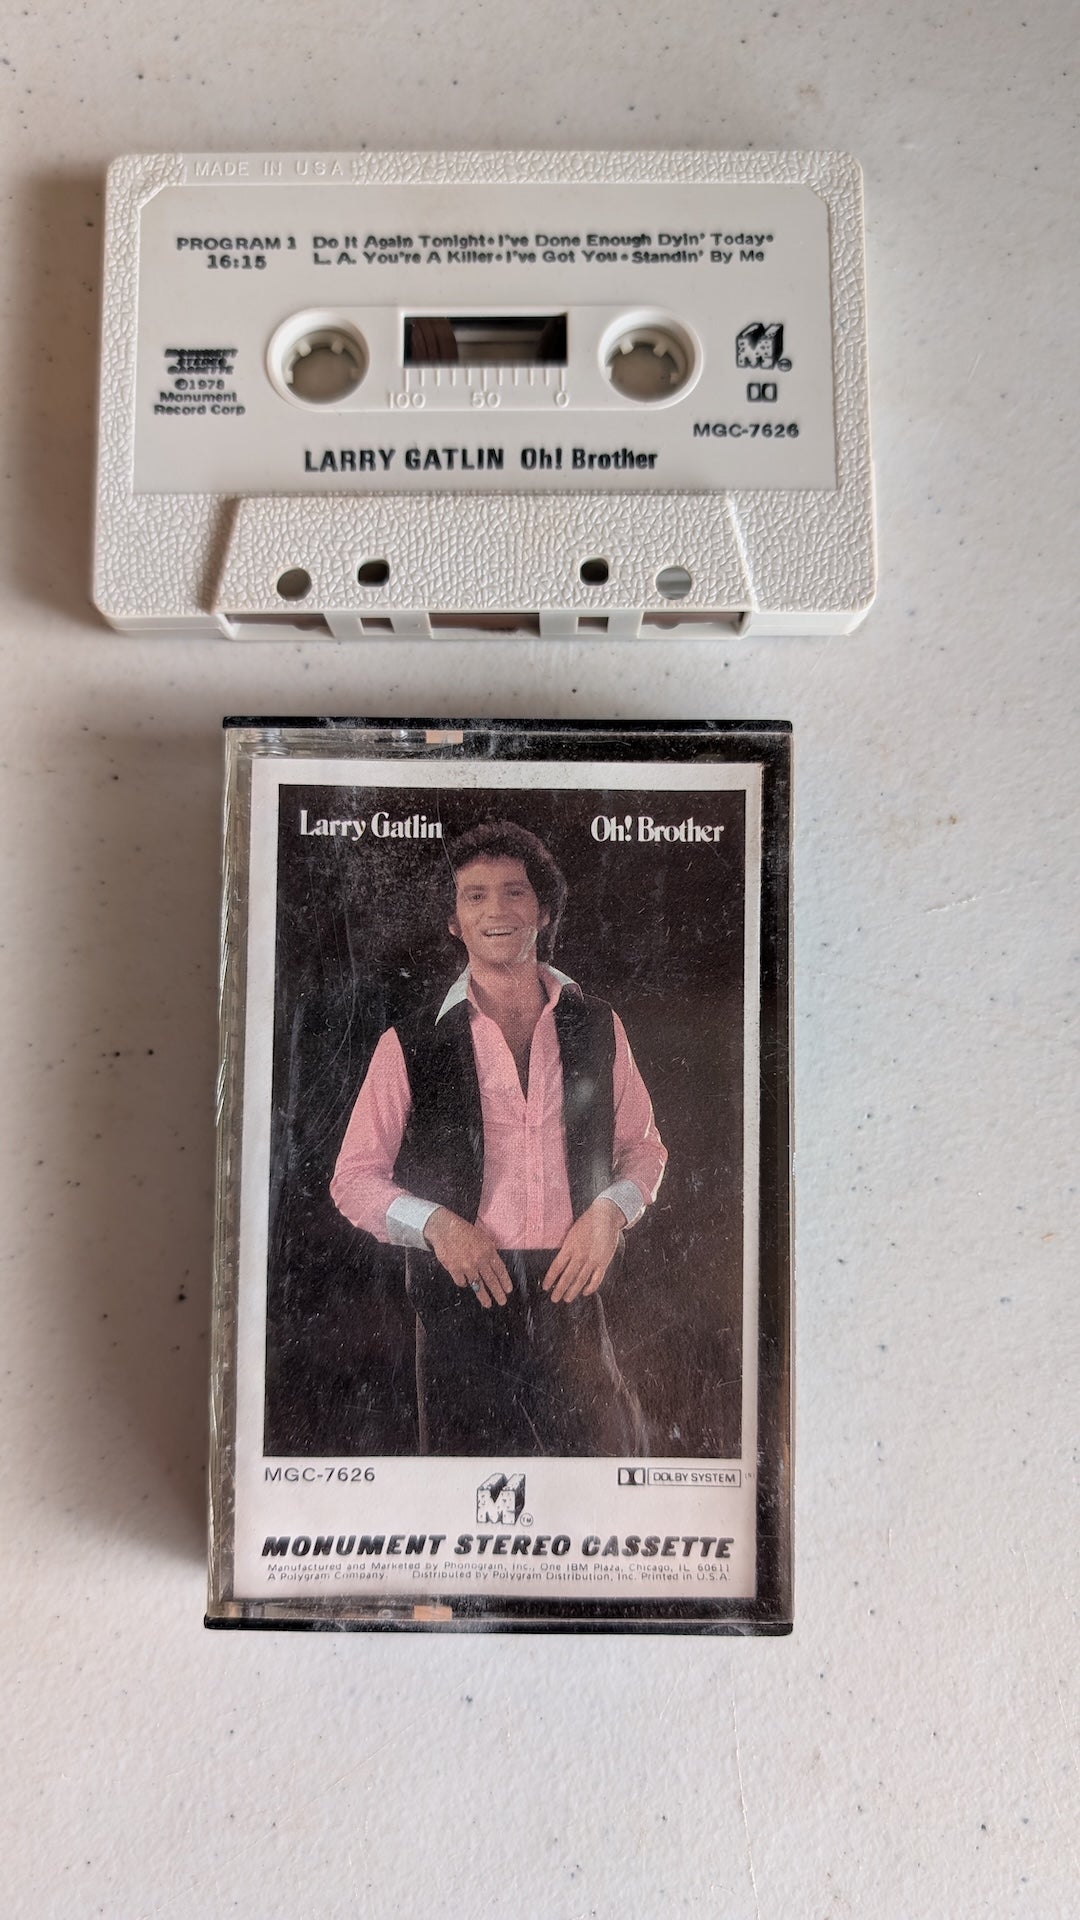 MADE IN USA
PROGRAM 1 Do It Again Tonight • I've Done Enough Dyin' Today •
16:15 L. A. You're A Killer • I've Got You • Standin' By Me
MONUMENT
STEREO
CASSETTE
©1978
Monument
Record Corp
100 50 0
M TM
MGC-7626
LARRY GATLIN Oh! Brother
Larry Gatlin Oh! Brother
MGC-7626
DOLBY SYSTEM
M TM
MONUMENT STEREO CASSETTE
Manufactured and Marketed by Phonogram, Inc., One IBM Plaza, Chicago, IL 60611
A Polygram Company. Distributed by Polygram Distribution, Inc. Printed in U.S.A.